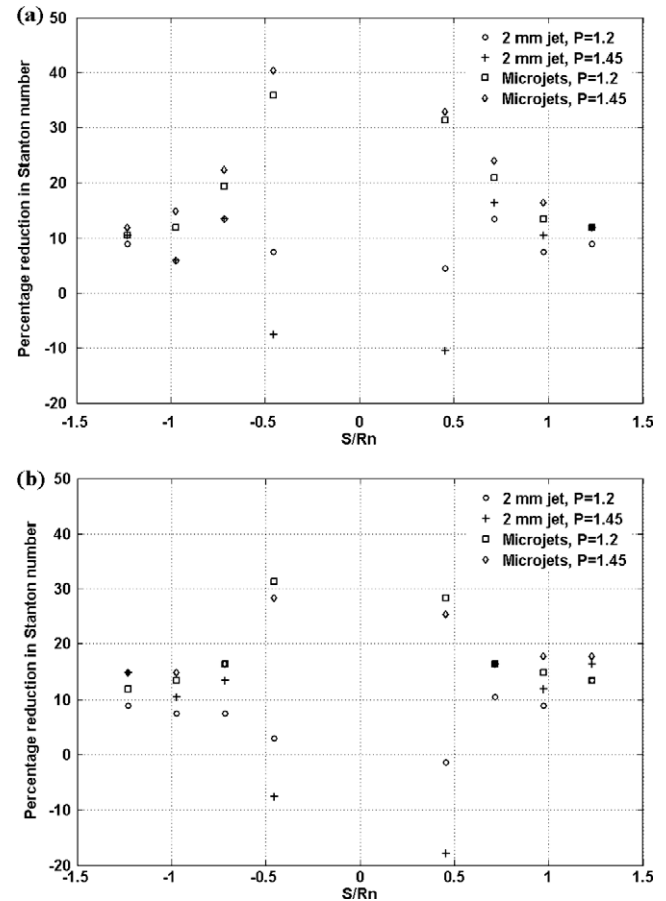 (a)
50
40
30
20
10
0
-10
-20
Percentage reduction in Stanton number
2 mm jet, P=1.2
2 mm jet, P=1.45
Microjets, P=1.2
Microjets, P=1.45
-1.5 -1 -0.5 0 0.5 1 1.5
S/Rn
(b)
50
40
30
20
10
0
-10
-20
Percentage reduction in Stanton number
2 mm jet, P=1.2
2 mm jet, P=1.45
Microjets, P=1.2
Microjets, P=1.45
-1.5 -1 -0.5 0 0.5 1 1.5
S/Rn